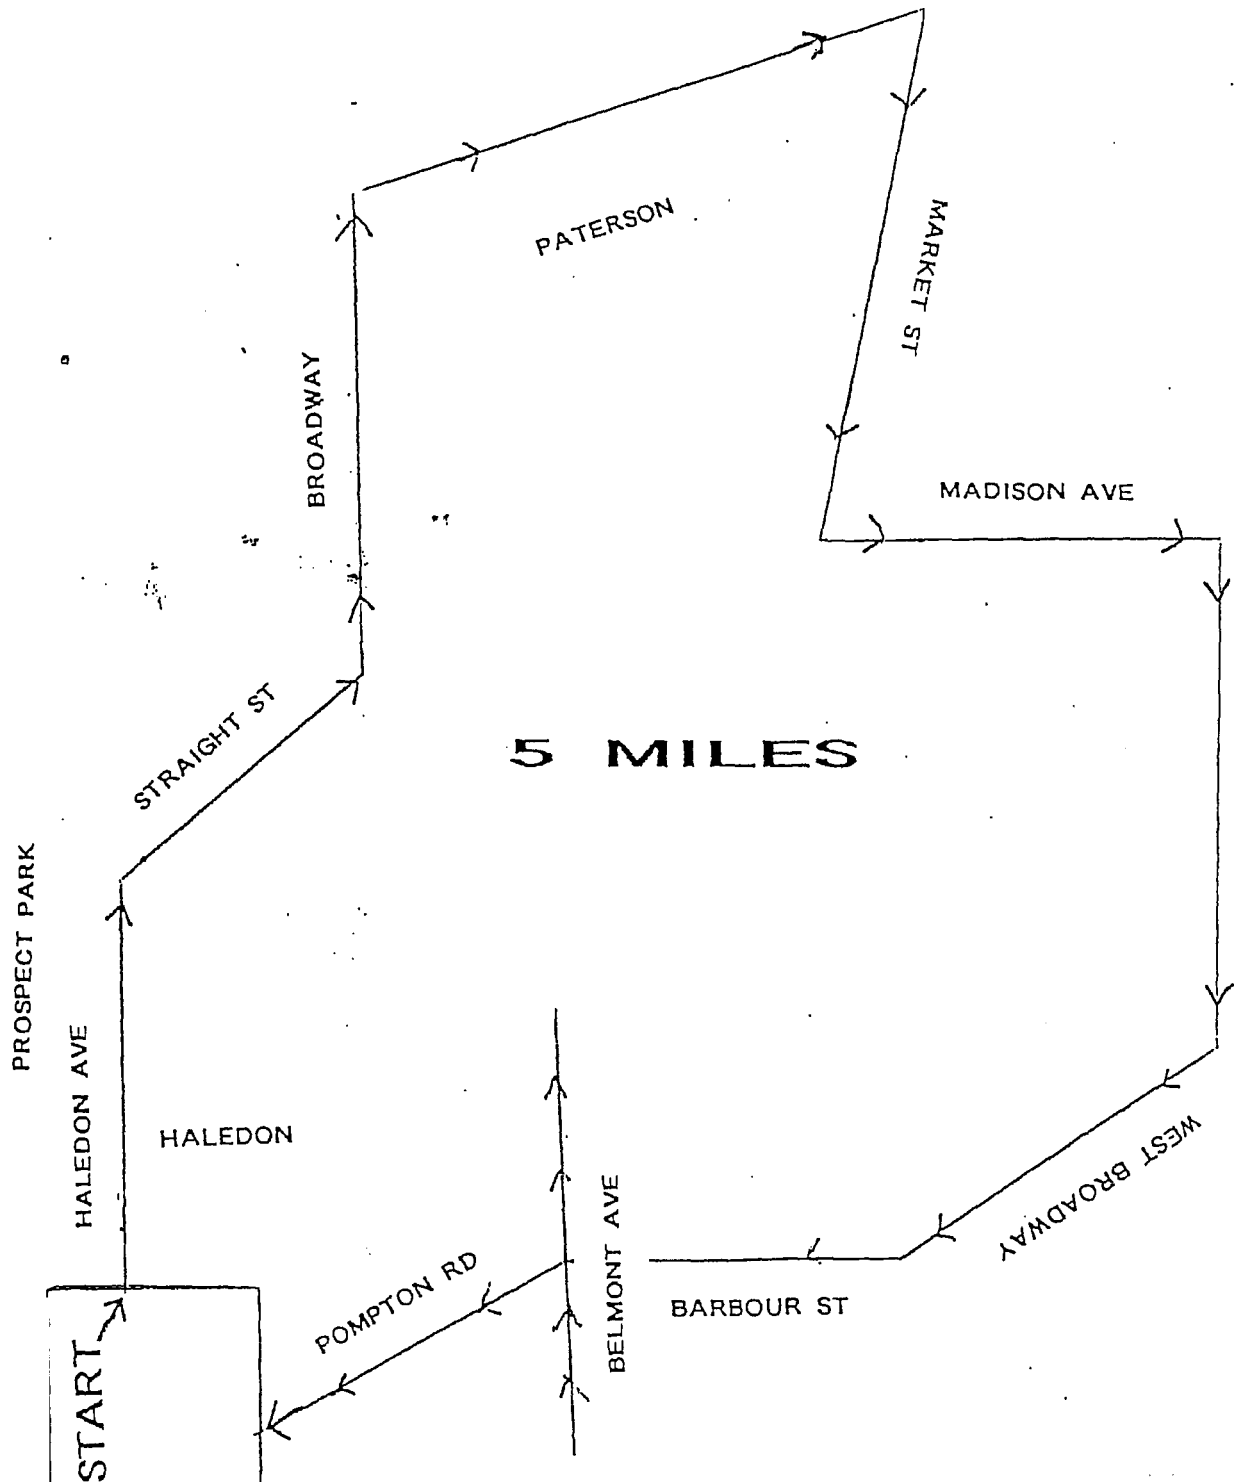 PATERSON
MARKET ST
BROADWAY
MADISON AVE
STRAIGHT ST
5 MILES
PROSPECT PARK
HALEDON AVE
HALEDON
WEST BROADWAY
BELMONT AVE
POMPTON RD
BARBOUR ST
START